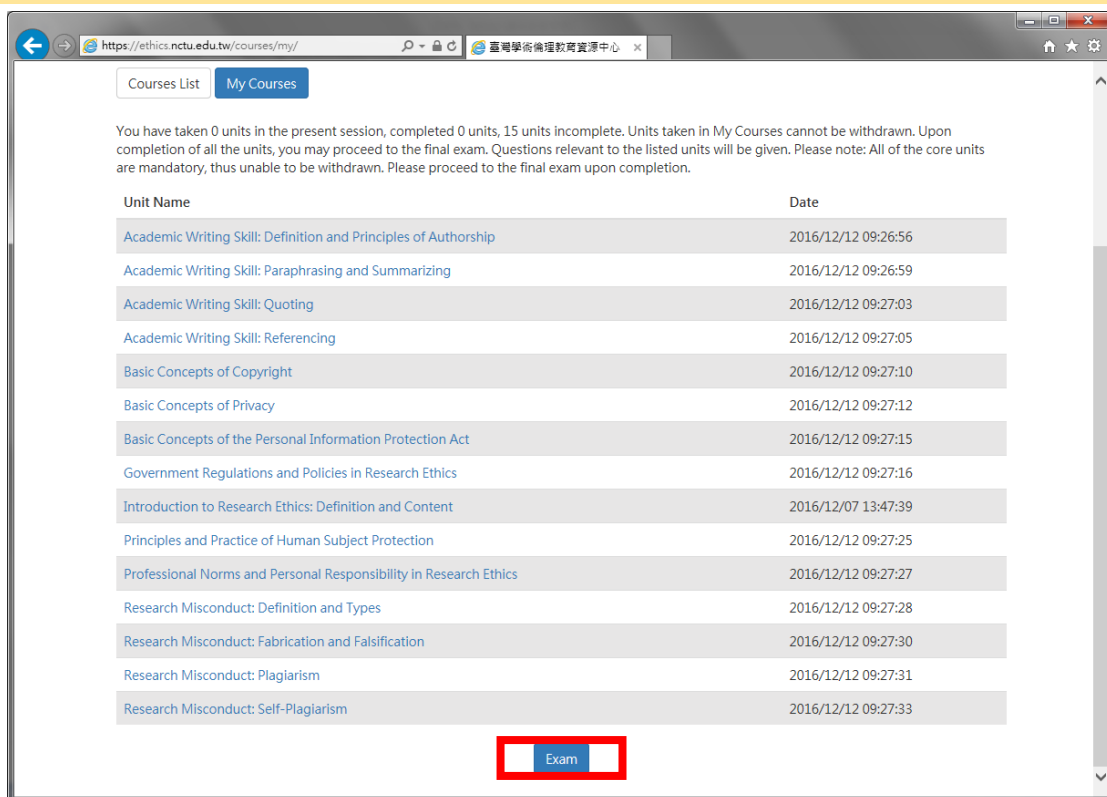 https://ethics.nctu.edu.tw/courses/my/
臺灣學術倫理教育資源中心
Courses List My Courses
You have taken 0 units in the present session, completed 0 units, 15 units incomplete. Units taken in My Courses cannot be withdrawn. Upon
completion of all the units, you may proceed to the final exam. Questions relevant to the listed units will be given. Please note: All of the core units
are mandatory, thus unable to be withdrawn. Please proceed to the final exam upon completion.
Unit Name Date
Academic Writing Skill: Definition and Principles of Authorship 2016/12/12 09:26:56
Academic Writing Skill: Paraphrasing and Summarizing 2016/12/12 09:26:59
Academic Writing Skill: Quoting 2016/12/12 09:27:03
Academic Writing Skill: Referencing 2016/12/12 09:27:05
Basic Concepts of Copyright 2016/12/12 09:27:10
Basic Concepts of Privacy 2016/12/12 09:27:12
Basic Concepts of the Personal Information Protection Act 2016/12/12 09:27:15
Government Regulations and Policies in Research Ethics 2016/12/12 09:27:16
Introduction to Research Ethics: Definition and Content 2016/12/07 13:47:39
Principles and Practice of Human Subject Protection 2016/12/12 09:27:25
Professional Norms and Personal Responsibility in Research Ethics 2016/12/12 09:27:27
Research Misconduct: Definition and Types 2016/12/12 09:27:28
Research Misconduct: Fabrication and Falsification 2016/12/12 09:27:30
Research Misconduct: Plagiarism 2016/12/12 09:27:31
Research Misconduct: Self-Plagiarism 2016/12/12 09:27:33
Exam